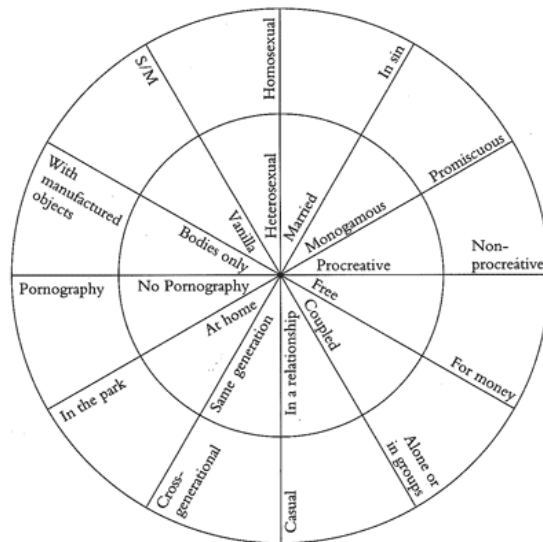 Homosexual
Heterosexual
In sin
Married
Promiscuous
Monogamous
Non-
procreative
Procreative
For money
Free
Alone or
in groups
Coupled
Casual
In a relationship
Cross-
generational
Same generation
In the park
At home
Pornography
No Pornography
With
manufactured
objects
Bodies only
S/M
Vanilla